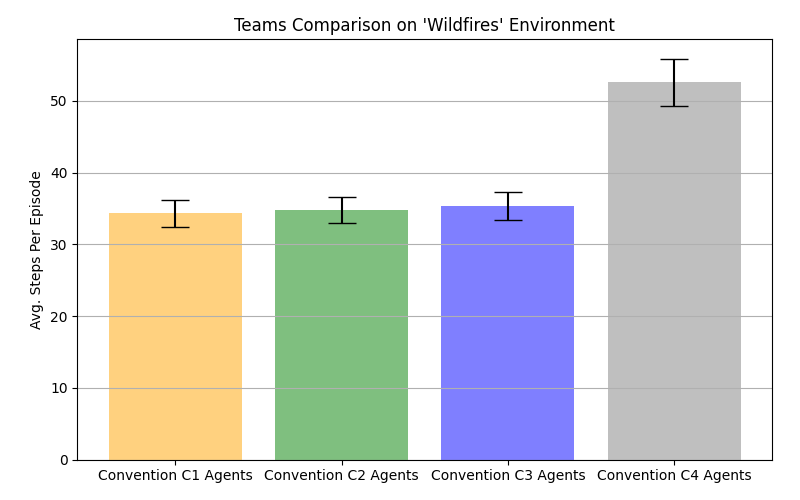 Teams Comparison on 'Wildfires' Environment
Avg. Steps Per Episode
50
40
30
20
10
0
Convention C1 Agents Convention C2 Agents Convention C3 Agents Convention C4 Agents